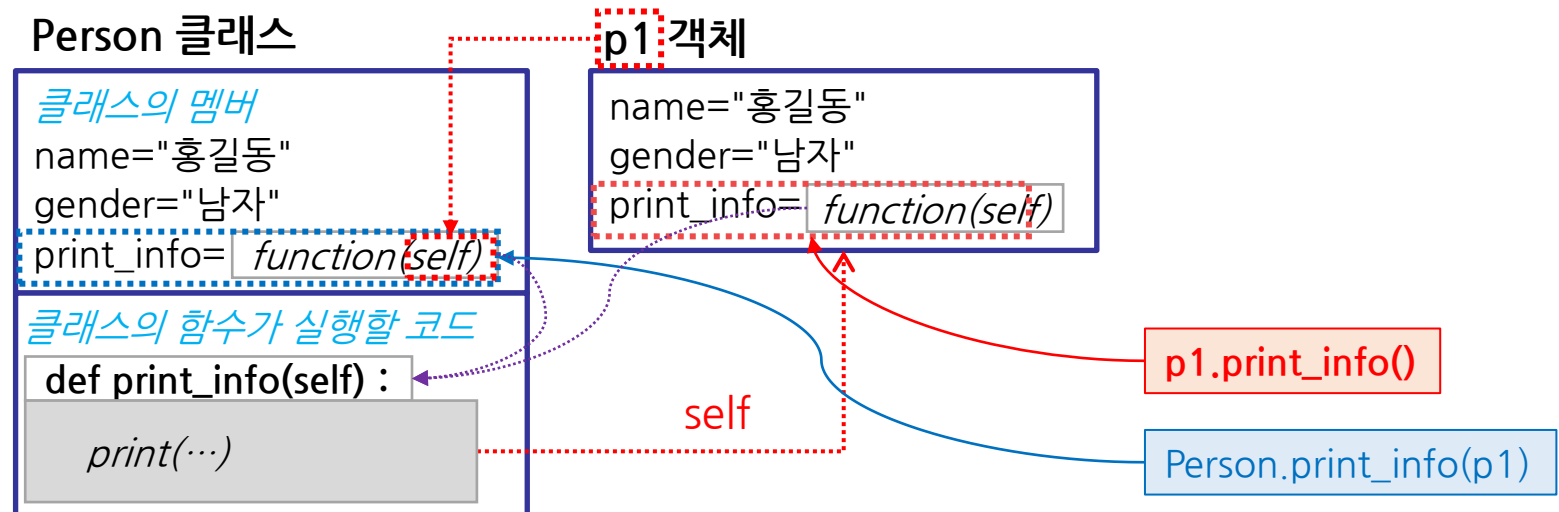 Person 클래스
클래스의 멤버
name="홍길동"
gender="남자"
print_info= function(self)
클래스의 함수가 실행할 코드
def print_info(self) :
print(…)
p1 객체
name="홍길동"
gender="남자"
print_info= function(self)
self
p1.print_info()
Person.print_info(p1)